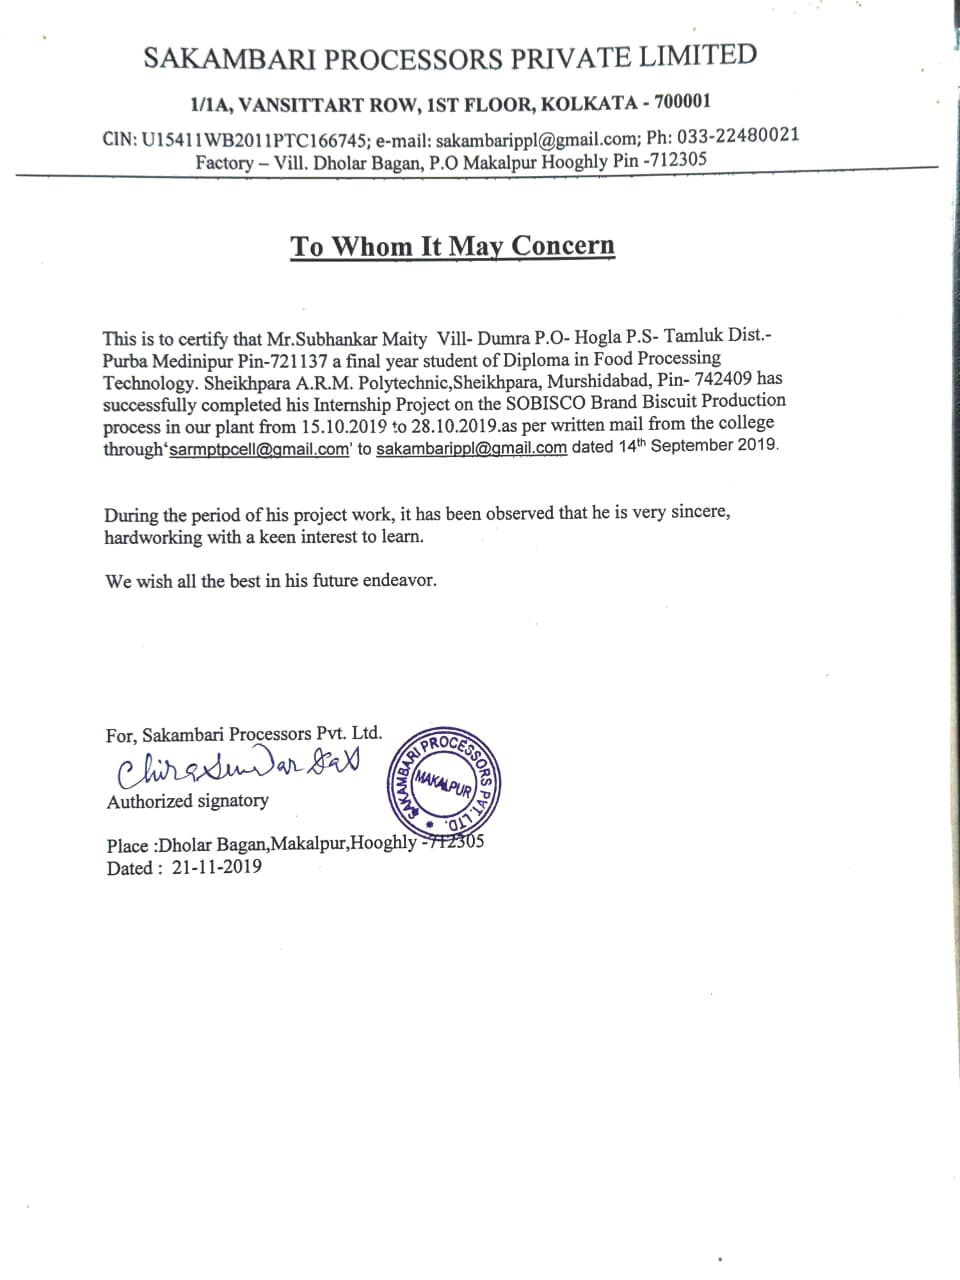 SAKAMBARI PROCESSORS PRIVATE LIMITED
1/1A, VANSITTART ROW, 1ST FLOOR, KOLKATA - 700001
CIN: U15411WB2011PTC166745; e-mail: sakambarippl@gmail.com; Ph: 033-22480021
Factory – Vill. Dholar Bagan, P.O Makalpur Hooghly Pin -712305
To Whom It May Concern
This is to certify that Mr.Subhankar Maity  Vill- Dumra P.O- Hogla P.S- Tamluk Dist.-
Purba Medinipur Pin-721137 a final year student of Diploma in Food Processing
Technology. Sheikhpara A.R.M. Polytechnic,Sheikhpara, Murshidabad, Pin- 742409 has
successfully completed his Internship Project on the SOBISCO Brand Biscuit Production
process in our plant from 15.10.2019 to 28.10.2019.as per written mail from the college
through‘sarmptpcell@gmail.com’ to sakambarippl@gmail.com dated 14th September 2019.
During the period of his project work, it has been observed that he is very sincere,
hardworking with a keen interest to learn.
We wish all the best in his future endeavor.
For, Sakambari Processors Pvt. Ltd.
Chirasundar Das
SAKAMBARI PROCESSORS PVT. LTD.
MAKALPUR
Authorized signatory
Place :Dholar Bagan,Makalpur,Hooghly -712305
Dated :  21-11-2019